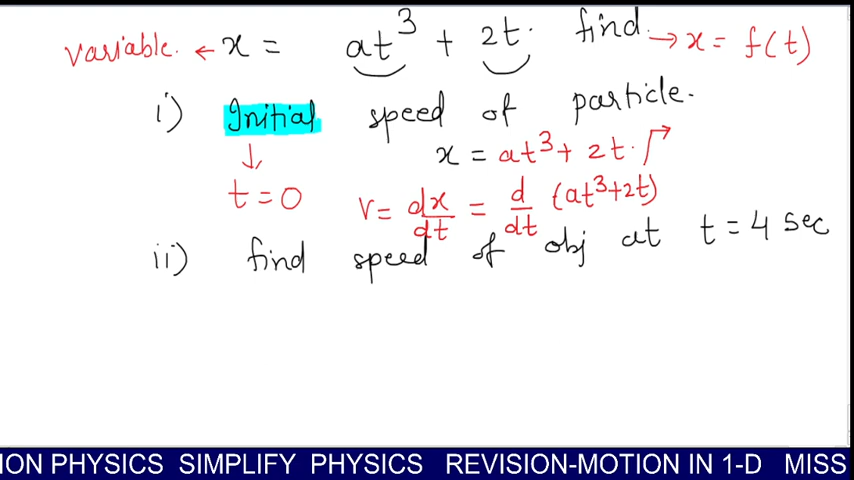 variable. ← x = at³ + 2t. find. → x = f(t)
i) Initial speed of particle.
x = at³ + 2t.
t = 0 v = dx/dt = d/dt (at³+2t)
ii) find speed of obj at t = 4 sec
ION PHYSICS SIMPLIFY PHYSICS REVISION-MOTION IN 1-D MISS